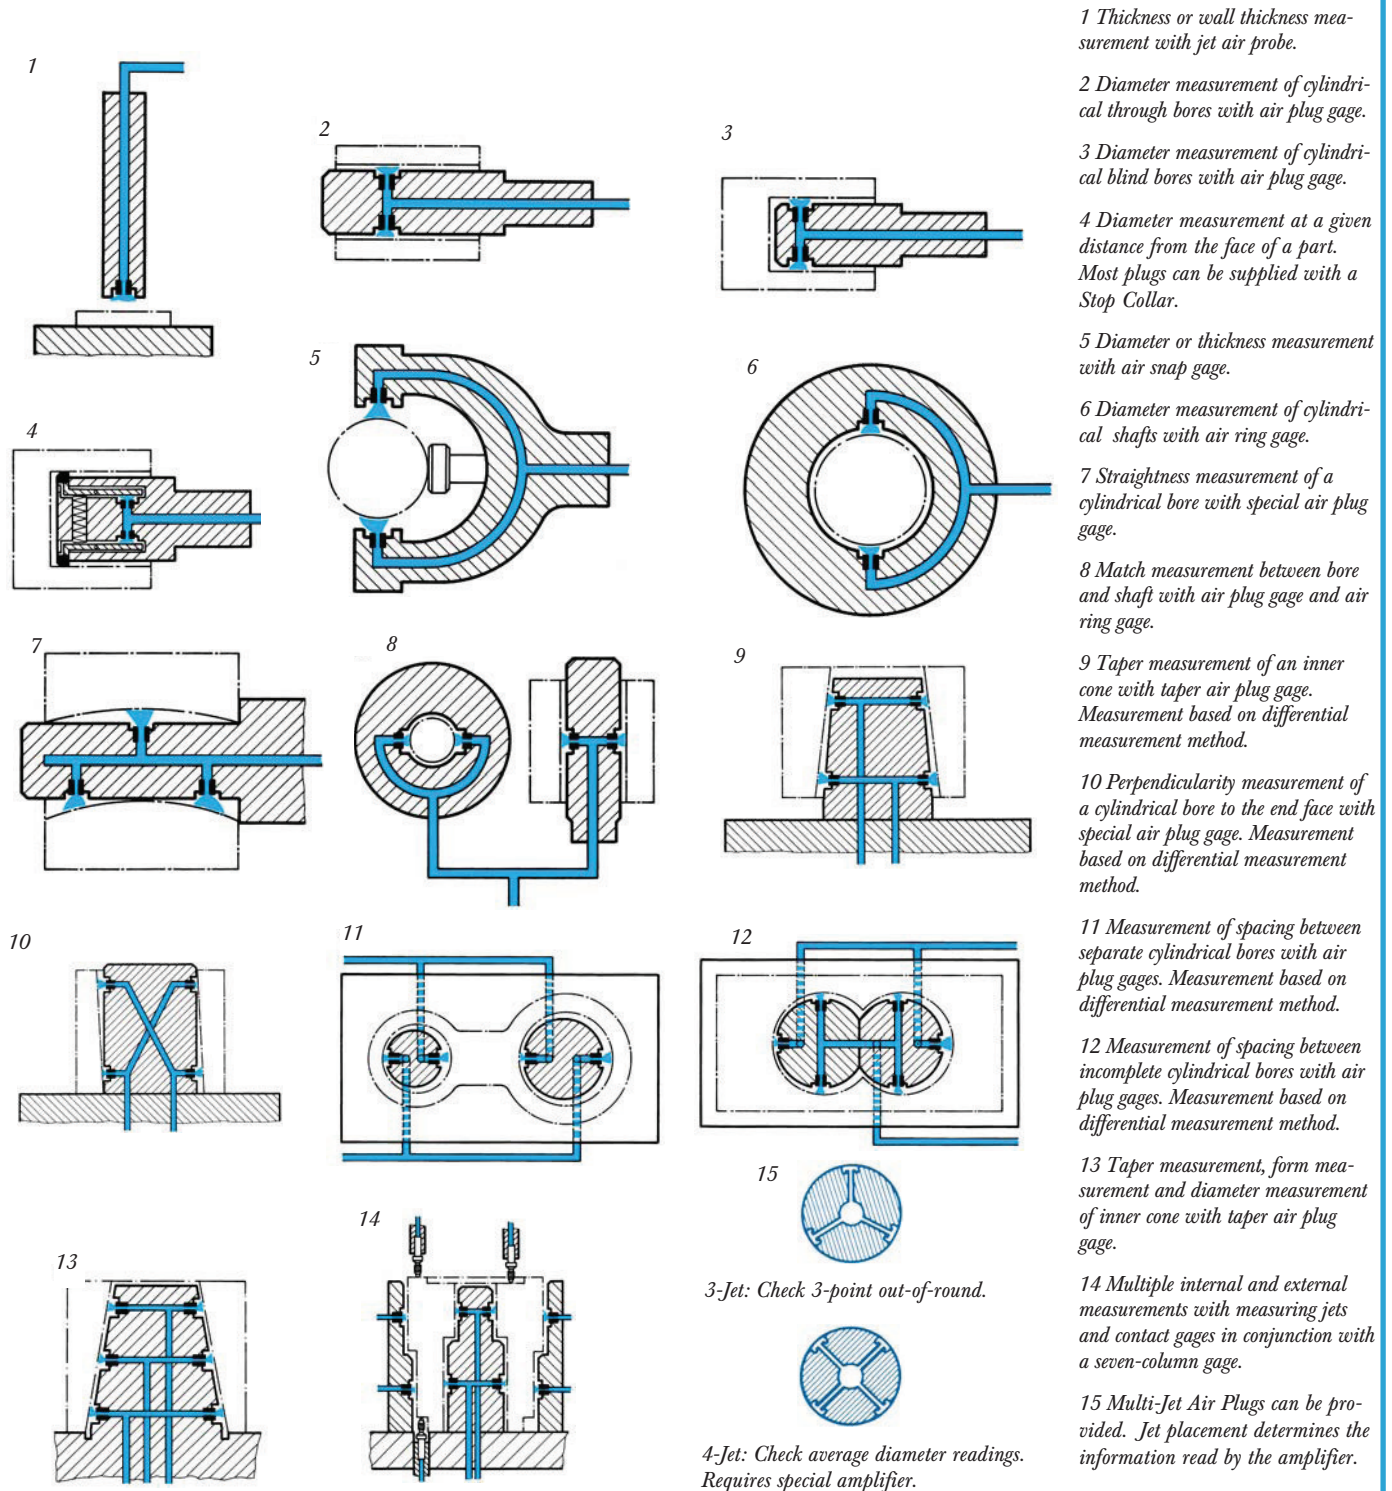 1
2
3
4
5
6
7
8
9
10
11
12
13
14
15
3-Jet: Check 3-point out-of-round.
4-Jet: Check average diameter readings.
Requires special amplifier.
1 Thickness or wall thickness mea-
surement with jet air probe.
2 Diameter measurement of cylindri-
cal through bores with air plug gage.
3 Diameter measurement of cylindri-
cal blind bores with air plug gage.
4 Diameter measurement at a given
distance from the face of a part.
Most plugs can be supplied with a
Stop Collar.
5 Diameter or thickness measurement
with air snap gage.
6 Diameter measurement of cylindri-
cal shafts with air ring gage.
7 Straightness measurement of a
cylindrical bore with special air plug
gage.
8 Match measurement between bore
and shaft with air plug gage and air
ring gage.
9 Taper measurement of an inner
cone with taper air plug gage.
Measurement based on differential
measurement method.
10 Perpendicularity measurement of
a cylindrical bore to the end face with
special air plug gage. Measurement
based on differential measurement
method.
11 Measurement of spacing between
separate cylindrical bores with air
plug gages. Measurement based on
differential measurement method.
12 Measurement of spacing between
incomplete cylindrical bores with air
plug gages. Measurement based on
differential measurement method.
13 Taper measurement, form mea-
surement and diameter measurement
of inner cone with taper air plug
gage.
14 Multiple internal and external
measurements with measuring jets
and contact gages in conjunction with
a seven-column gage.
15 Multi-Jet Air Plugs can be pro-
vided. Jet placement determines the
information read by the amplifier.